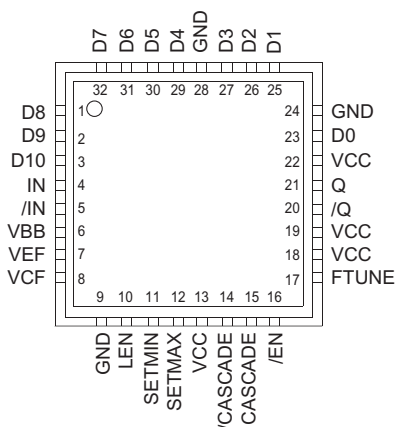 D7 D6 D5 D4 GND D3 D2 D1
32 31 30 29 28 27 26 25
D8 1 24 GND
D9 2 23 D0
D10 3 22 VCC
IN 4 21 Q
/IN 5 20 /Q
VBB 6 19 VCC
VEF 7 18 VCC
VCF 8 17 FTUNE
9 10 11 12 13 14 15 16
GND LEN SETMIN SETMAX VCC /CASCADE CASCADE /EN